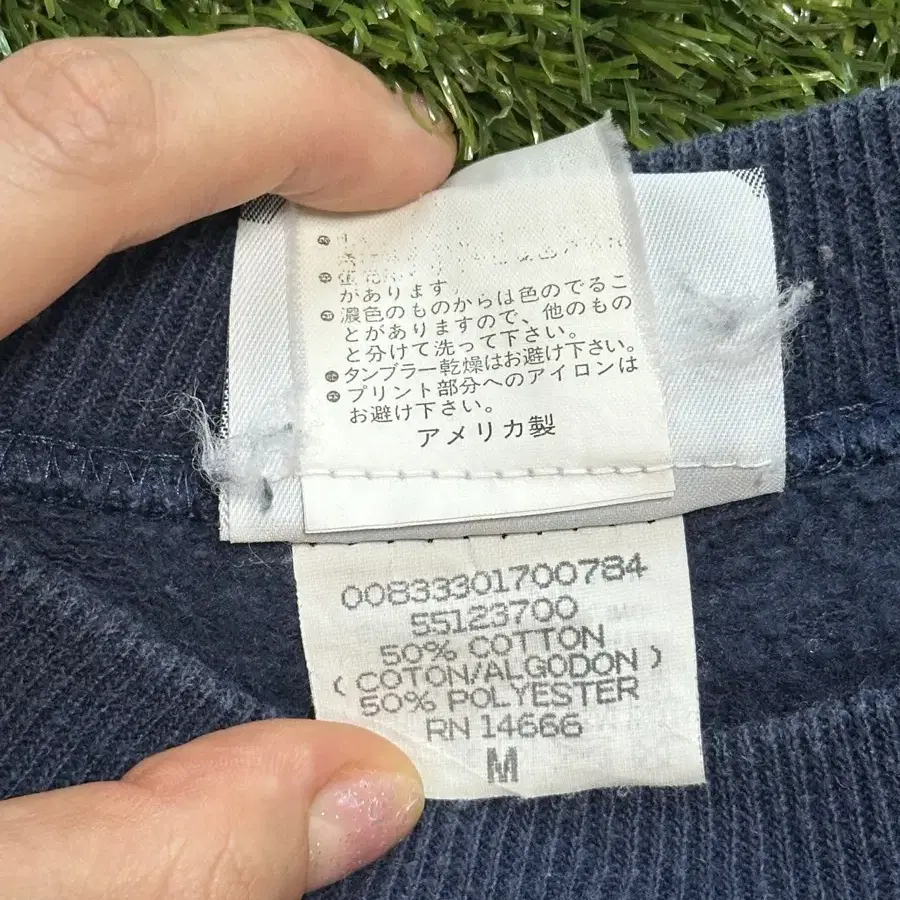 があります。
濃色のものからは色のでるこ
とがありますので、他のもの
と分けて洗って下さい。
タンブラー乾燥はお避け下さい。
プリント部分へのアイロンは
お避け下さい。
アメリカ製
00833301700784
55123700
50% COTTON
( COTON/ALGODON )
50% POLYESTER
RN 14666
M